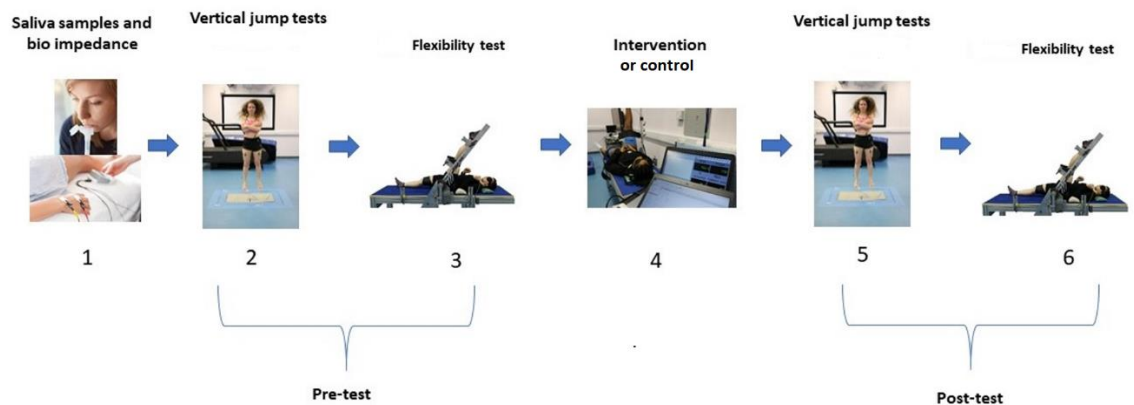 Saliva samples and
bio impedance
Vertical jump tests
Flexibility test
Intervention
or control
Vertical jump tests
Flexibility test
1
2
3
4
5
6
Pre-test
Post-test